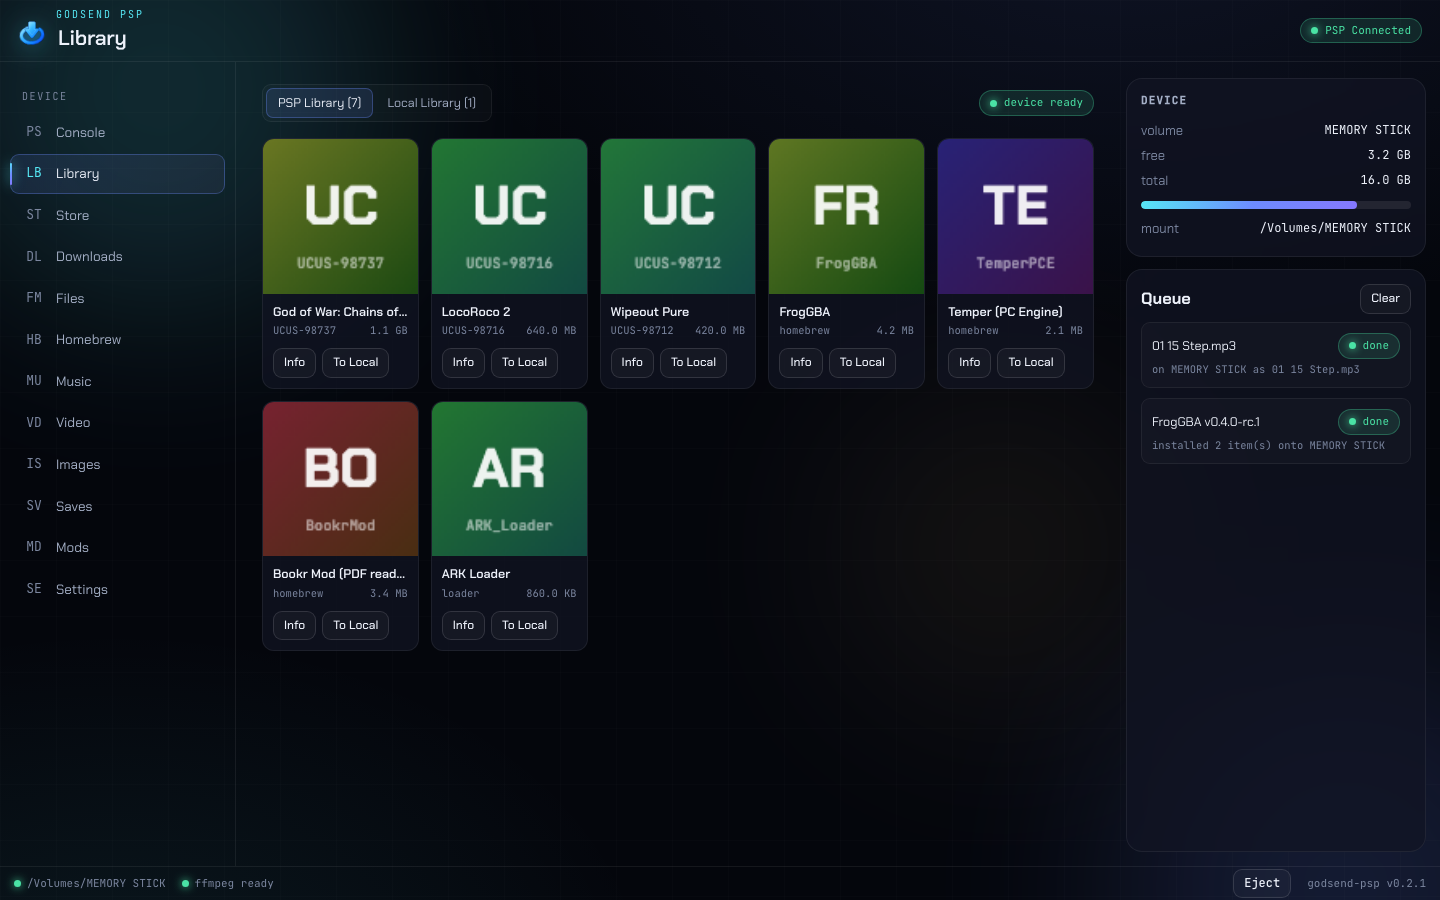 GODSEND PSP
Library
PSP Connected
DEVICE
PS Console
LB Library
ST Store
DL Downloads
FM Files
HB Homebrew
MU Music
VD Video
IS Images
SV Saves
MD Mods
SE Settings
PSP Library (7) Local Library (1)
device ready
UC
UCUS-98737
God of War: Chains of...
UCUS-98737 1.1 GB
Info To Local
UC
UCUS-98716
LocoRoco 2
UCUS-98716 640.0 MB
Info To Local
UC
UCUS-98712
Wipeout Pure
UCUS-98712 420.0 MB
Info To Local
FR
FrogGBA
FrogGBA
homebrew 4.2 MB
Info To Local
TE
TemperPCE
Temper (PC Engine)
homebrew 2.1 MB
Info To Local
BO
BookrMod
Bookr Mod (PDF read...
homebrew 3.4 MB
Info To Local
AR
ARK_Loader
ARK Loader
loader 860.0 KB
Info To Local
DEVICE
volume MEMORY STICK
free 3.2 GB
total 16.0 GB
mount /Volumes/MEMORY STICK
Queue Clear
01 15 Step.mp3 done
on MEMORY STICK as 01 15 Step.mp3
FrogGBA v0.4.0-rc.1 done
installed 2 item(s) onto MEMORY STICK
/Volumes/MEMORY STICK ffmpeg ready
Eject godsend-psp v0.2.1